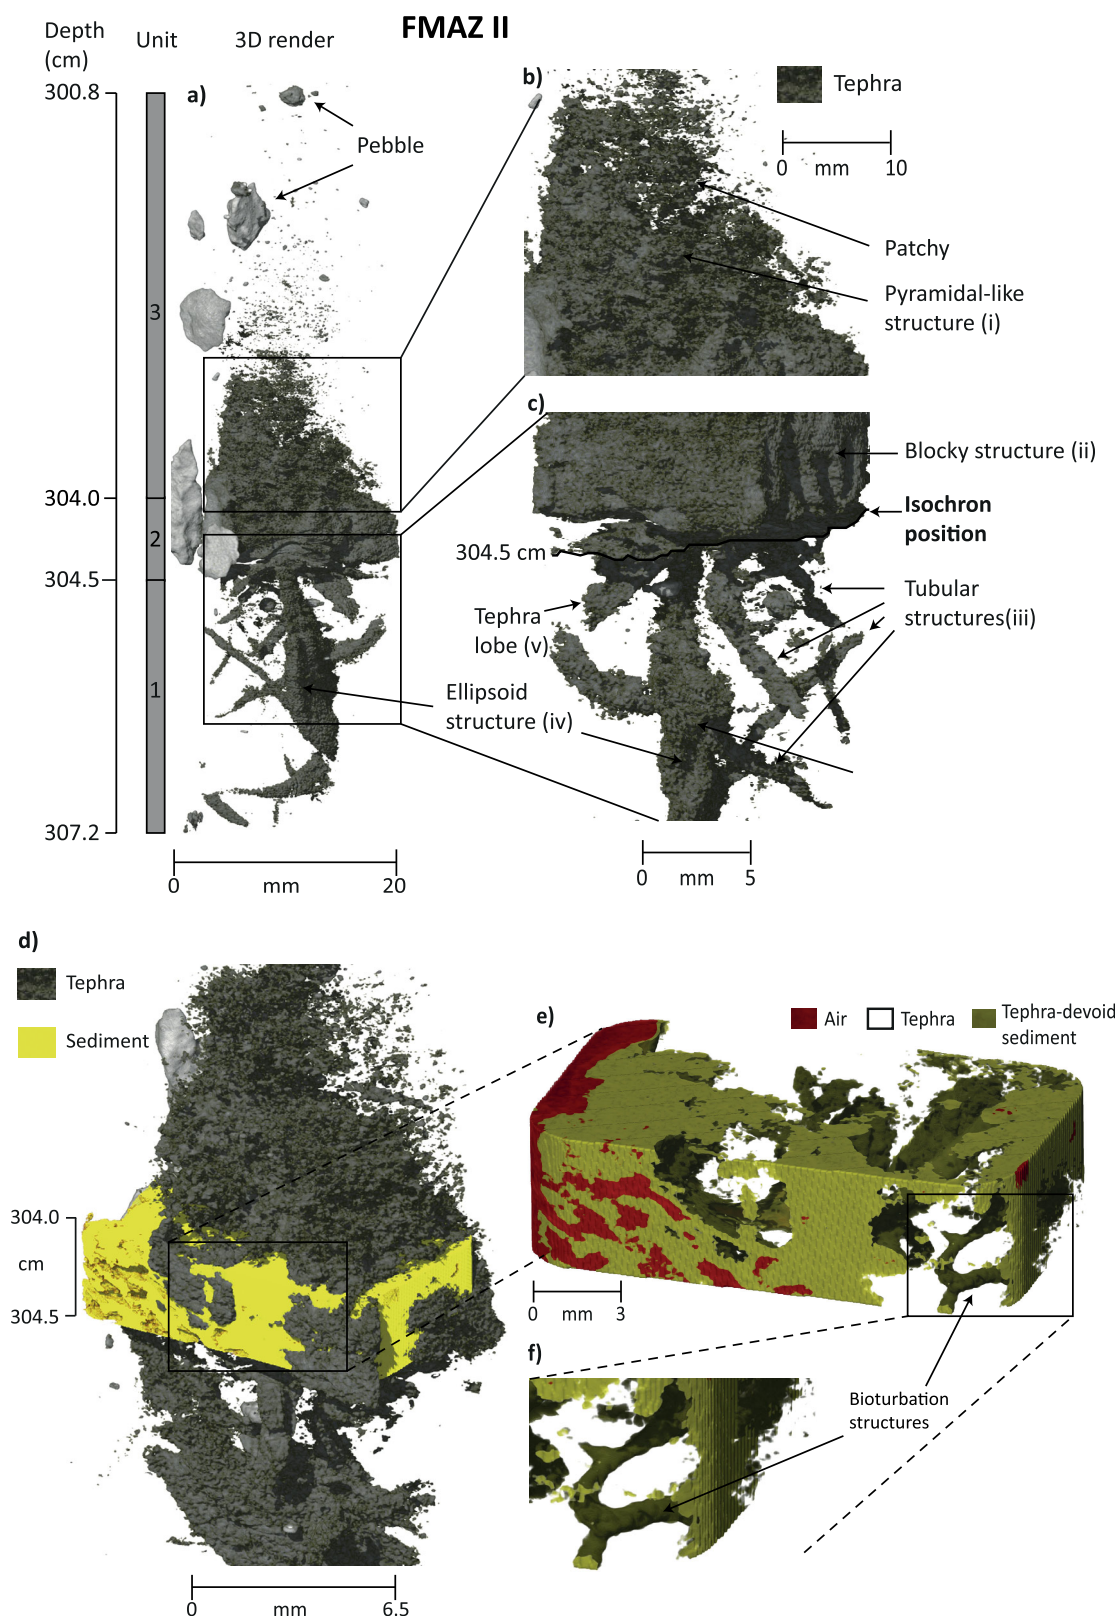 FMAZ II
Depth
(cm)
Unit
3D render
300.8
304.0
304.5
307.2
3
2
1
a)
Pebble
0
mm
20
b)
Tephra
0
mm
10
Patchy
Pyramidal-like
structure (i)
c)
Blocky structure (ii)
Isochron
position
304.5 cm
Tephra
lobe (v)
Tubular
structures(iii)
Ellipsoid
structure (iv)
0
mm
5
d)
Tephra
Sediment
304.0
cm
304.5
0
mm
6.5
e)
Air
Tephra
Tephra-devoid
sediment
0
mm
3
f)
Bioturbation
structures